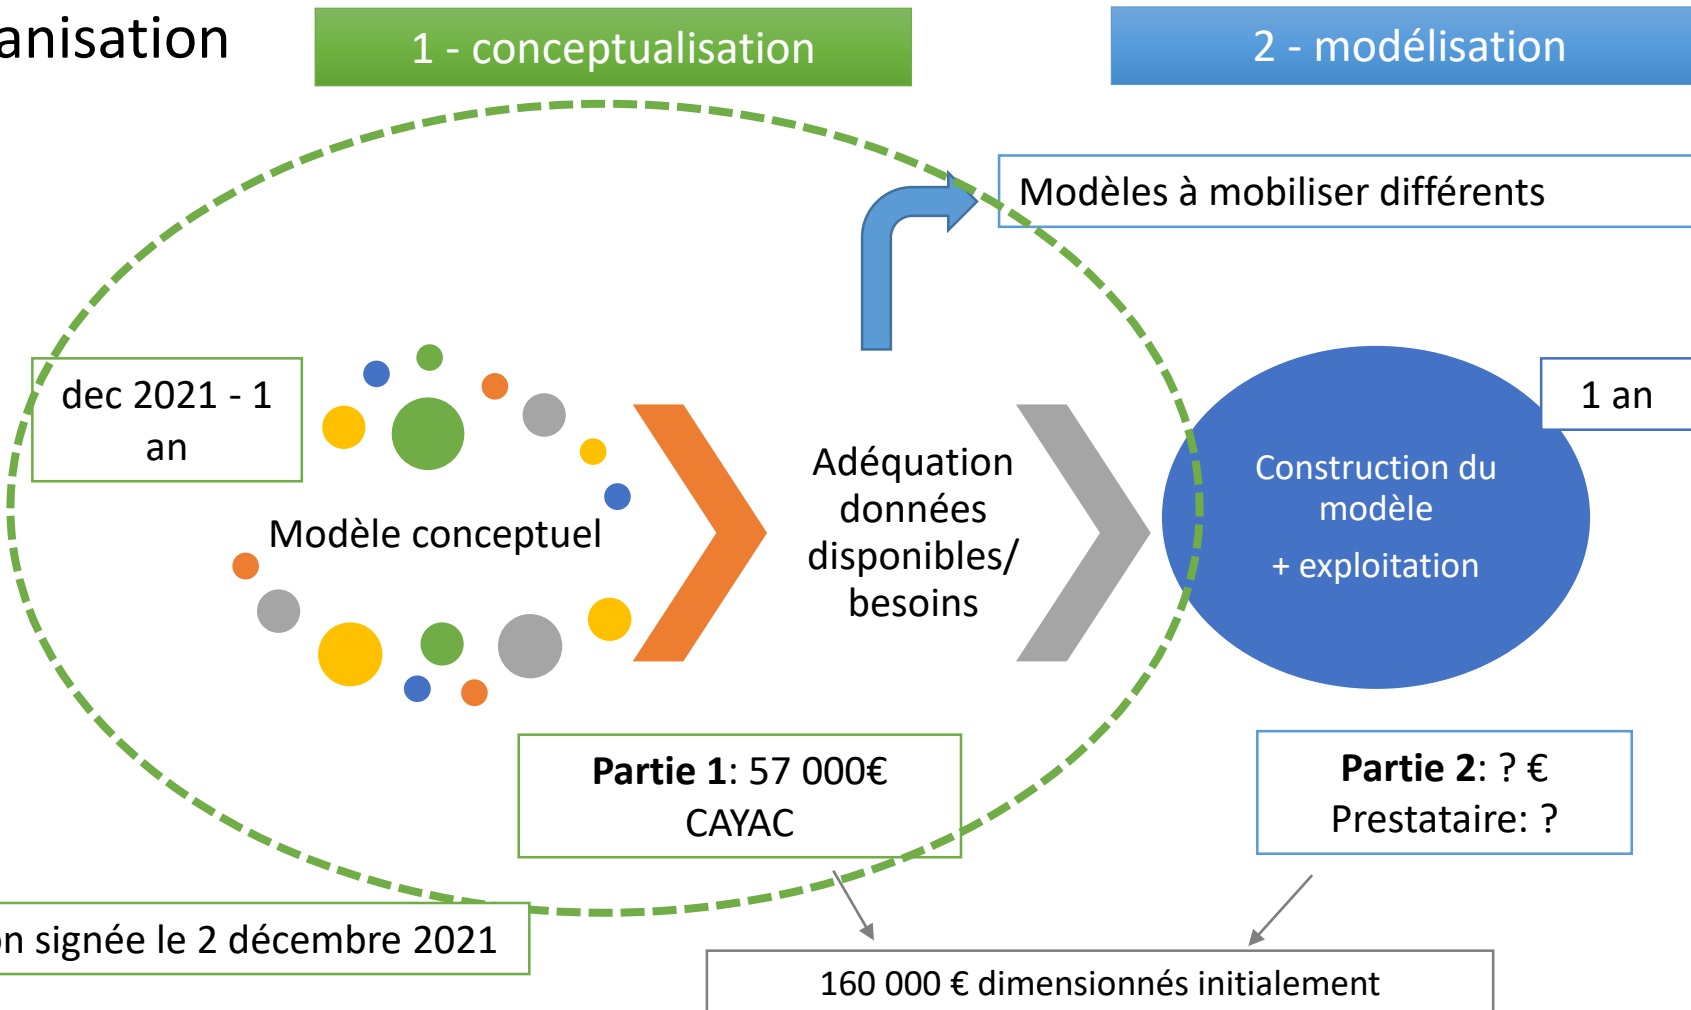 anisation
1 - conceptualisation
2 - modélisation
Modèles à mobiliser différents
dec 2021 - 1
an
1 an
Modèle conceptuel
Adéquation
données
disponibles/
besoins
Construction du
modèle
+ exploitation
Partie 1: 57 000€
CAYAC
Partie 2: ? €
Prestataire: ?
on signée le 2 décembre 2021
160 000 € dimensionnés initialement